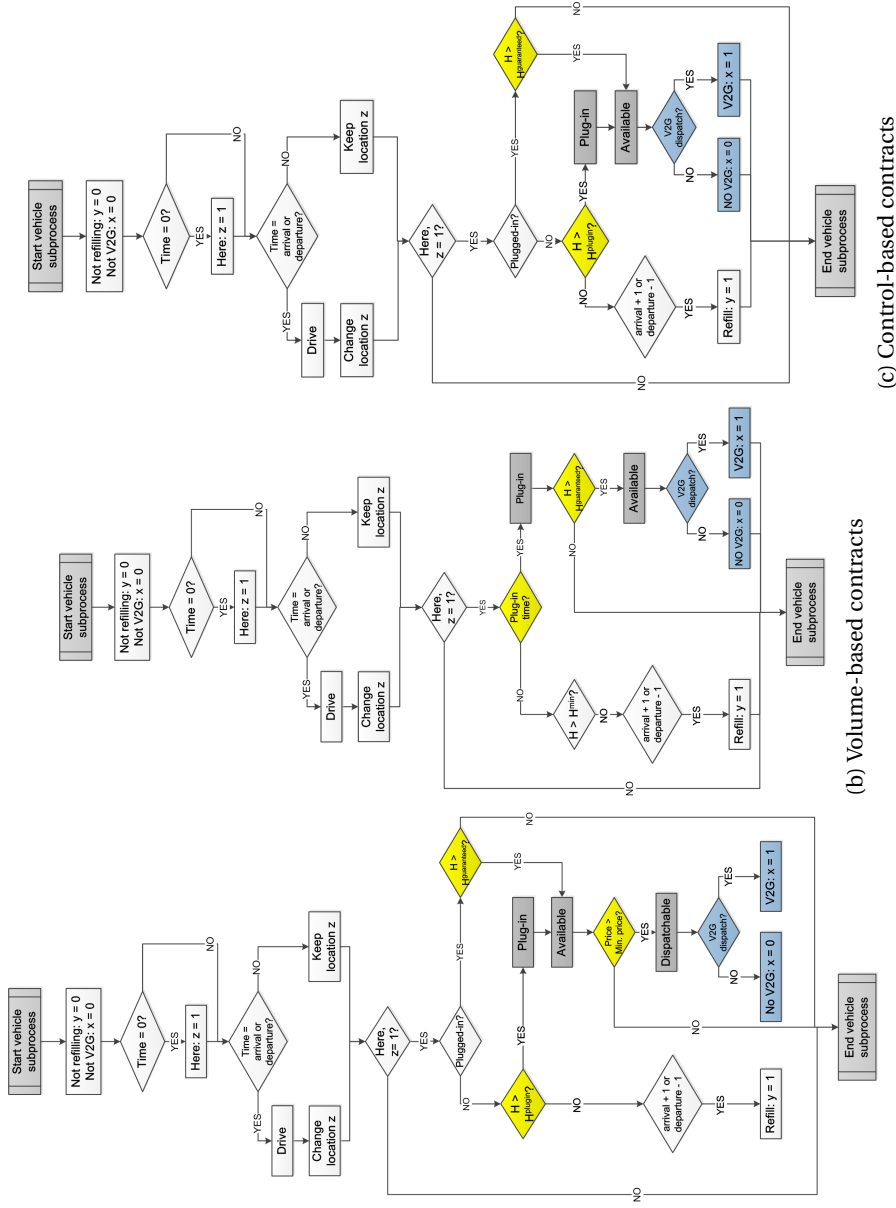 Start vehicle
subprocess
Not refilling: y = 0
Not V2G: x = 0
Time = 0?
YES
NO
Here: z = 1
Time =
arrival or
departure?
YES
NO
Drive
Change
location z
Keep
location z
Here,
z= 1?
YES
NO
Plugged-in?
YES
NO
H >
Hguaranteed?
YES
NO
H >
Hplugin?
YES
NO
Plug-in
Available
Price >
Min. price?
YES
NO
Dispatchable
V2G
dispatch?
YES
NO
No V2G: x = 0
V2G: x = 1
arrival + 1 or
departure - 1
YES
Refill: y = 1
End vehicle
subprocess
Start vehicle
subprocess
Not refilling: y = 0
Not V2G: x = 0
Time = 0?
YES
NO
Here: z = 1
Time =
arrival or
departure?
YES
NO
Drive
Change
location z
Keep
location z
Here,
z = 1?
YES
NO
Plug-in
time?
YES
NO
Plug-in
H >
Hguaranteed?
YES
NO
Available
V2G
dispatch?
YES
NO
NO V2G: x = 0
V2G: x = 1
H > Hmin?
NO
arrival + 1 or
departure - 1
YES
Refill: y = 1
End vehicle
subprocess
(b) Volume-based contracts
Start vehicle
subprocess
Not refilling: y = 0
Not V2G: x = 0
Time = 0?
YES
NO
Here: z = 1
Time =
arrival or
departure?
YES
NO
Drive
Change
location z
Keep
location z
Here,
z = 1?
YES
NO
Plugged-in?
YES
NO
H >
Hguaranteed?
YES
NO
H >
Hplugin?
YES
NO
Plug-in
Available
V2G
dispatch?
YES
NO
NO V2G: x = 0
V2G: x = 1
arrival + 1 or
departure - 1
YES
Refill: y = 1
End vehicle
subprocess
(c) Control-based contracts